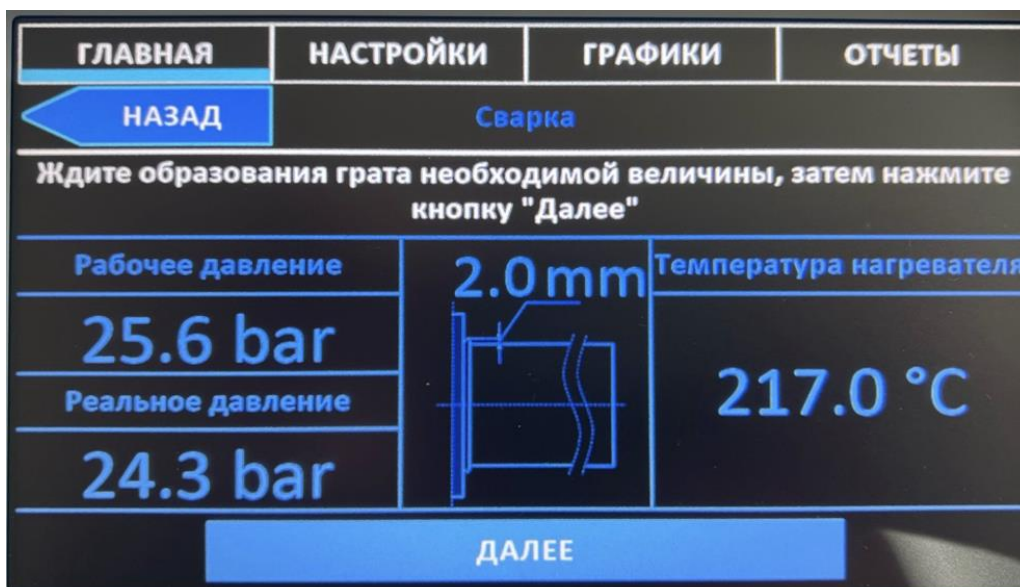 ГЛАВНАЯ НАСТРОЙКИ ГРАФИКИ ОТЧЕТЫ
НАЗАД Сварка
Ждите образования грата необходимой величины, затем нажмите
кнопку "Далее"
Рабочее давление
25.6 bar
Реальное давление
24.3 bar
2.0 mm
Температура нагревателя
217.0 °C
ДАЛЕЕ